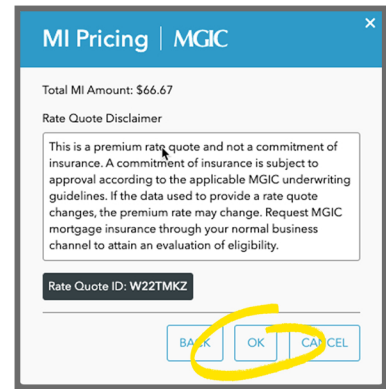 MI Pricing | MGIC
Total MI Amount: $66.67
Rate Quote Disclaimer
This is a premium rate quote and not a commitment of
insurance. A commitment of insurance is subject to
approval according to the applicable MGIC underwriting
guidelines. If the data used to provide a rate quote
changes, the premium rate may change. Request MGIC
mortgage insurance through your normal business
channel to attain an evaluation of eligibility.
Rate Quote ID: W22TMKZ
BACK OK CANCEL